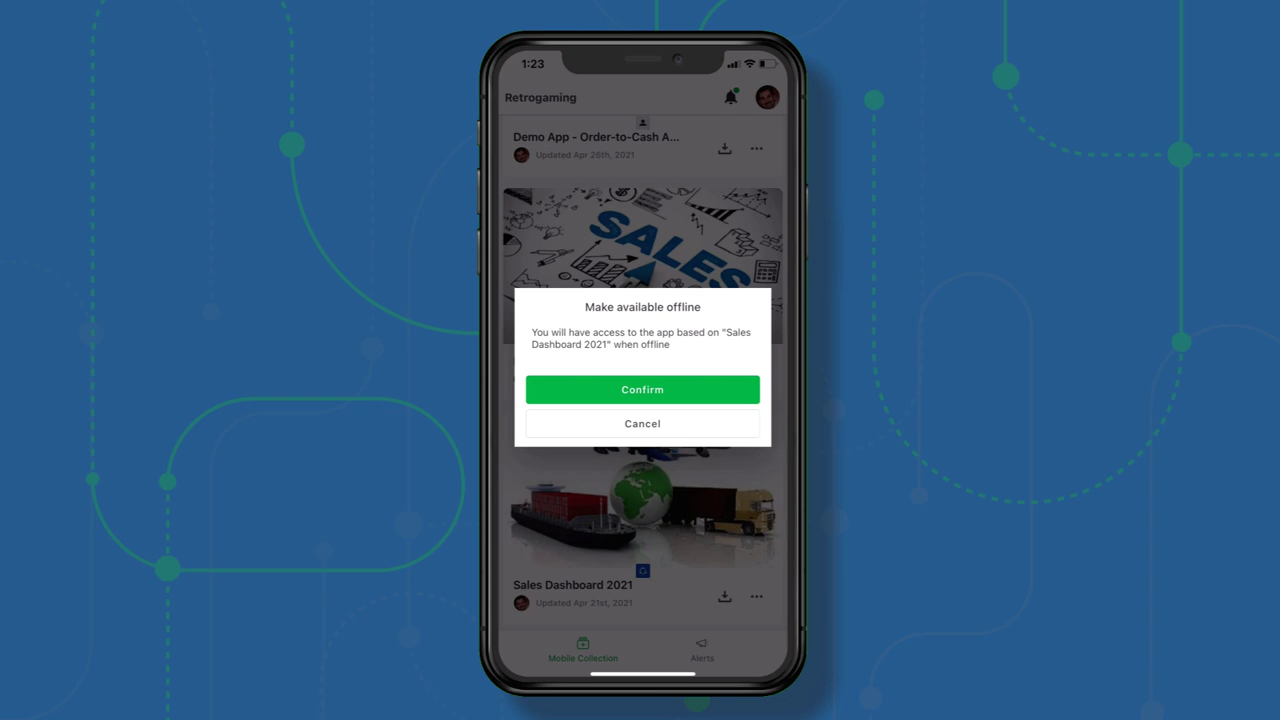 1:23
Retrogaming
Demo App - Order-to-Cash A...
Updated Apr 26th, 2021
SALES
Make available offline
You will have access to the app based on "Sales
Dashboard 2021" when offline
Confirm
Cancel
Sales Dashboard 2021
Updated Apr 21st, 2021
Mobile Collection
Alerts